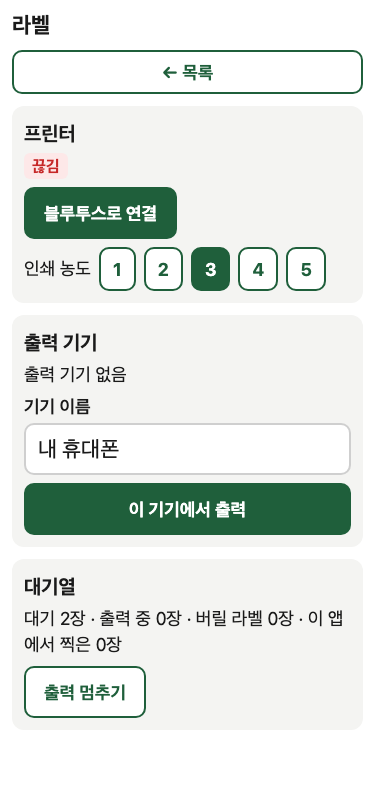 라벨
← 목록
프린터
끊김
블루투스로 연결
인쇄 농도 1 2 3 4 5
출력 기기
출력 기기 없음
기기 이름
내 휴대폰
이 기기에서 출력
대기열
대기 2장 · 출력 중 0장 · 버릴 라벨 0장 · 이 앱
에서 찍은 0장
출력 멈추기